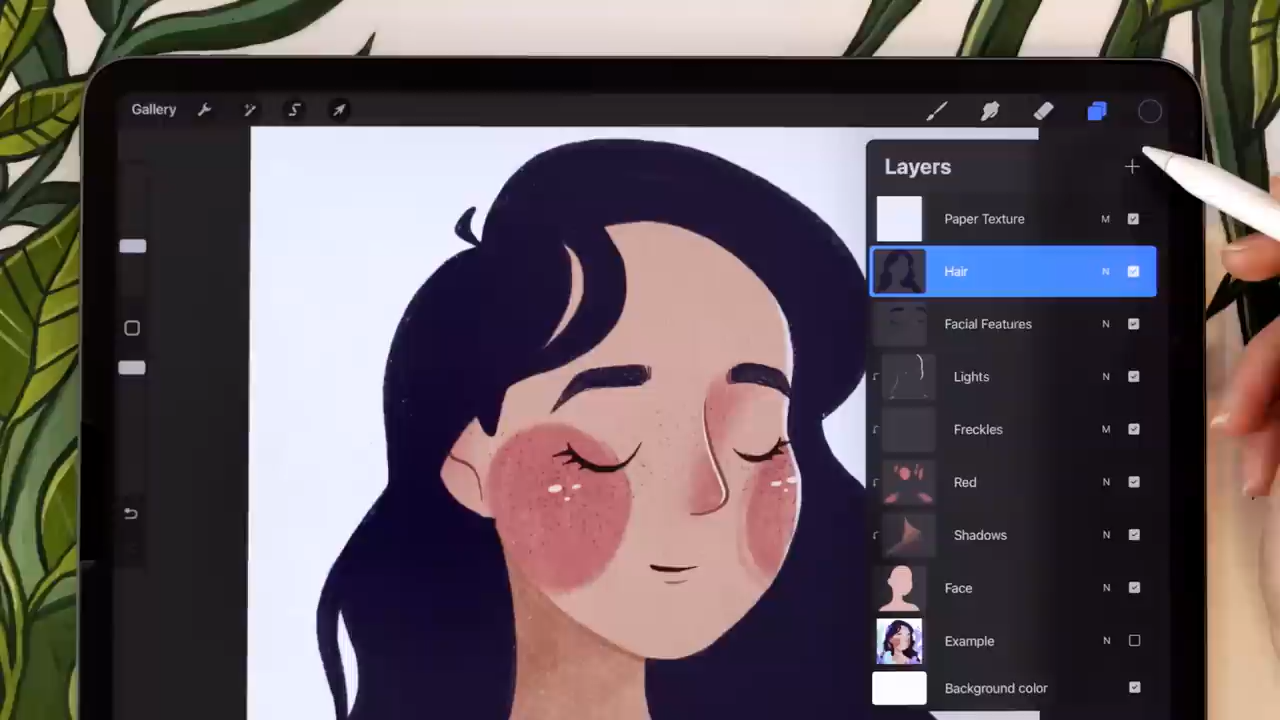 Gallery
Layers
Paper Texture M
Hair N
Facial Features N
Lights N
Freckles M
Red N
Shadows N
Face N
Example N
Background color